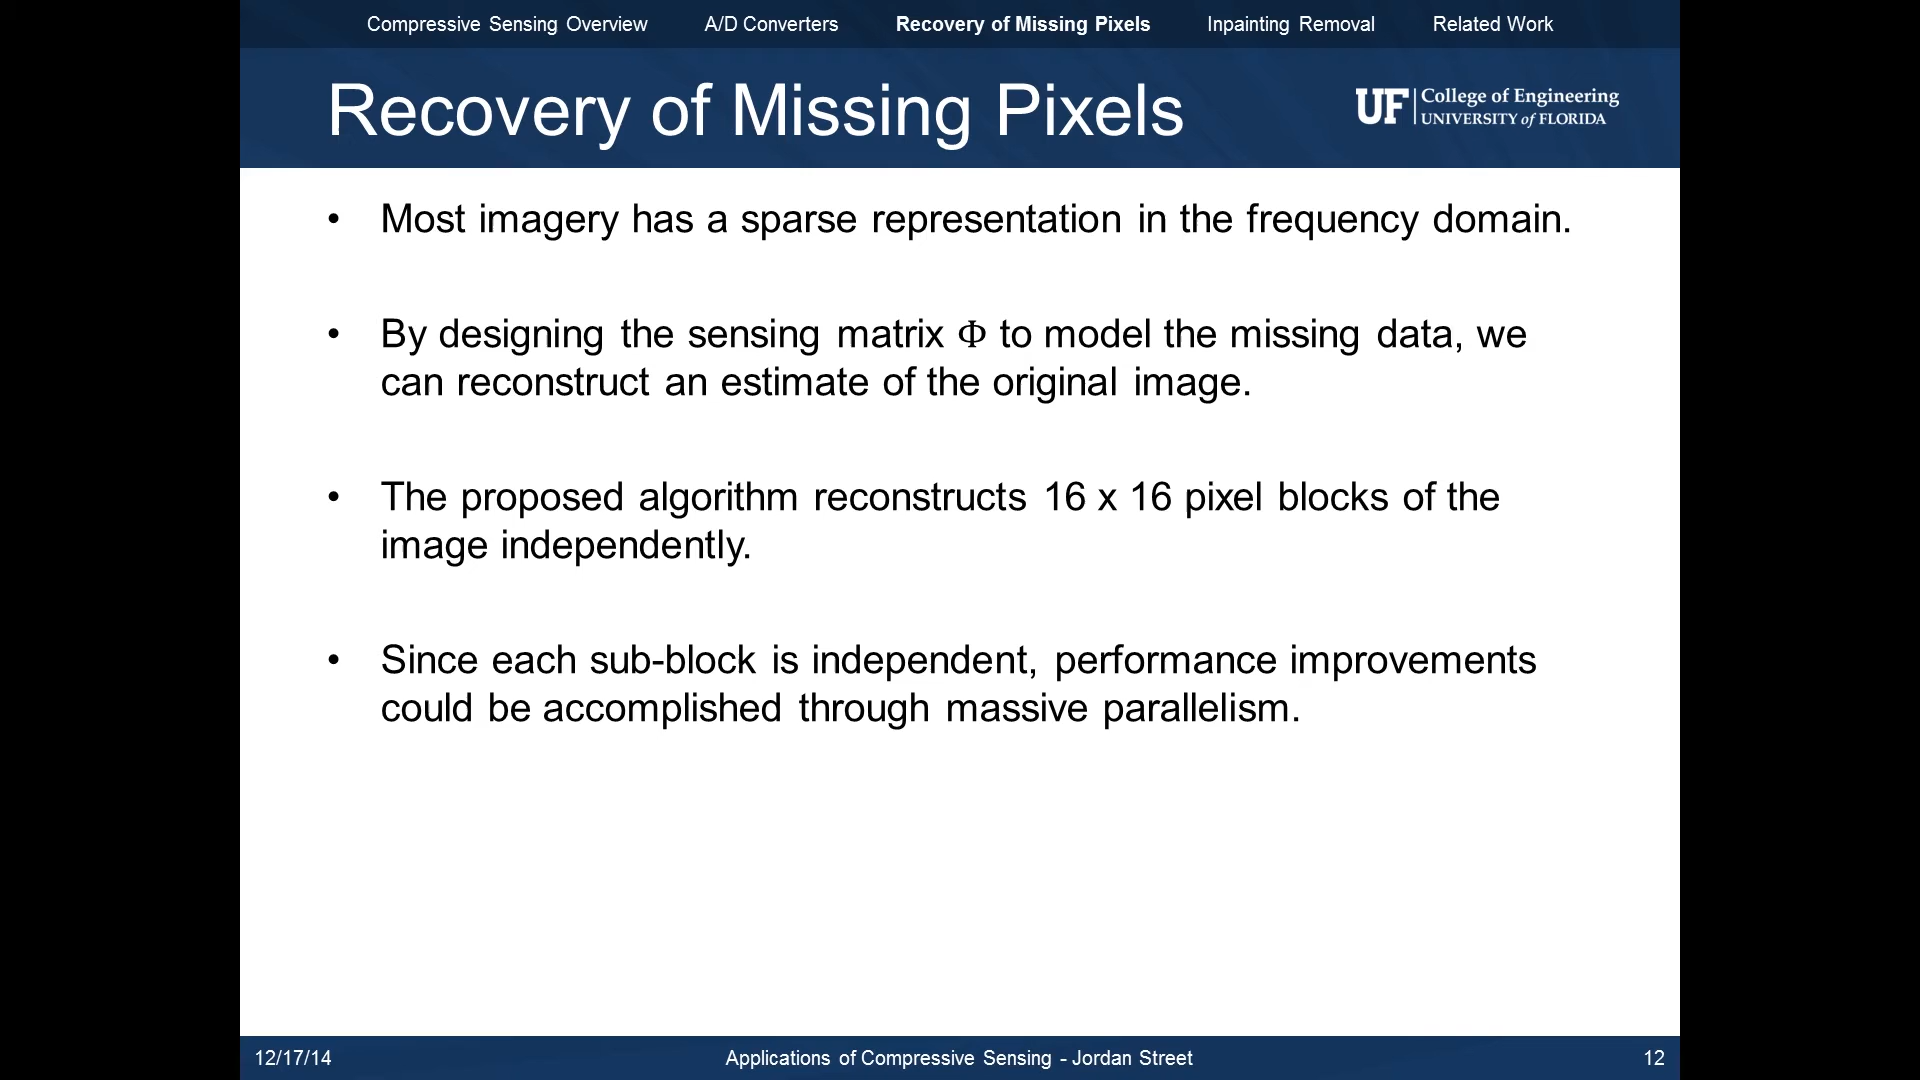 Compressive Sensing Overview A/D Converters Recovery of Missing Pixels Inpainting Removal Related Work
Recovery of Missing Pixels
UF College of Engineering
UNIVERSITY of FLORIDA
• Most imagery has a sparse representation in the frequency domain.
• By designing the sensing matrix Φ to model the missing data, we
can reconstruct an estimate of the original image.
• The proposed algorithm reconstructs 16 x 16 pixel blocks of the
image independently.
• Since each sub-block is independent, performance improvements
could be accomplished through massive parallelism.
12/17/14 Applications of Compressive Sensing - Jordan Street 12